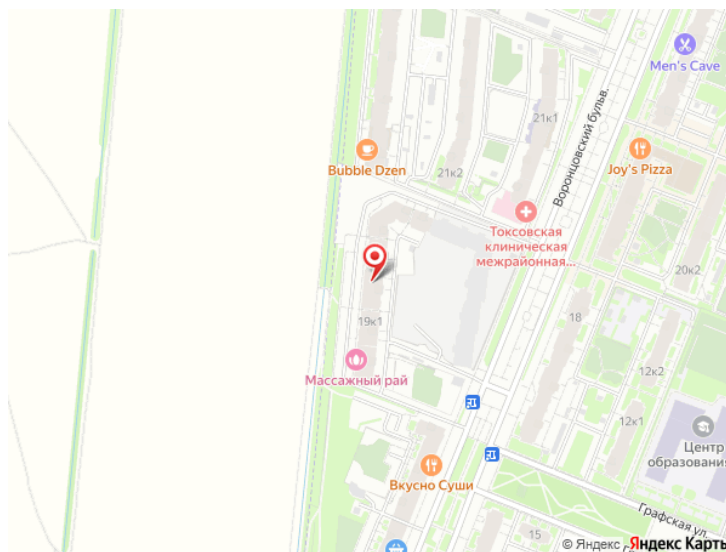 Men's Cave
21к1
Воронцовский бульв.
Bubble Dzen
21к2
Joy's Pizza
Токсовская
клиническая
межрайонная...
20к2
19к1
18
Массажный рай
12к2
12к1
Центр
образования
Вкусно Суши
Графская ул.
15
© Яндекс Яндекс Карты